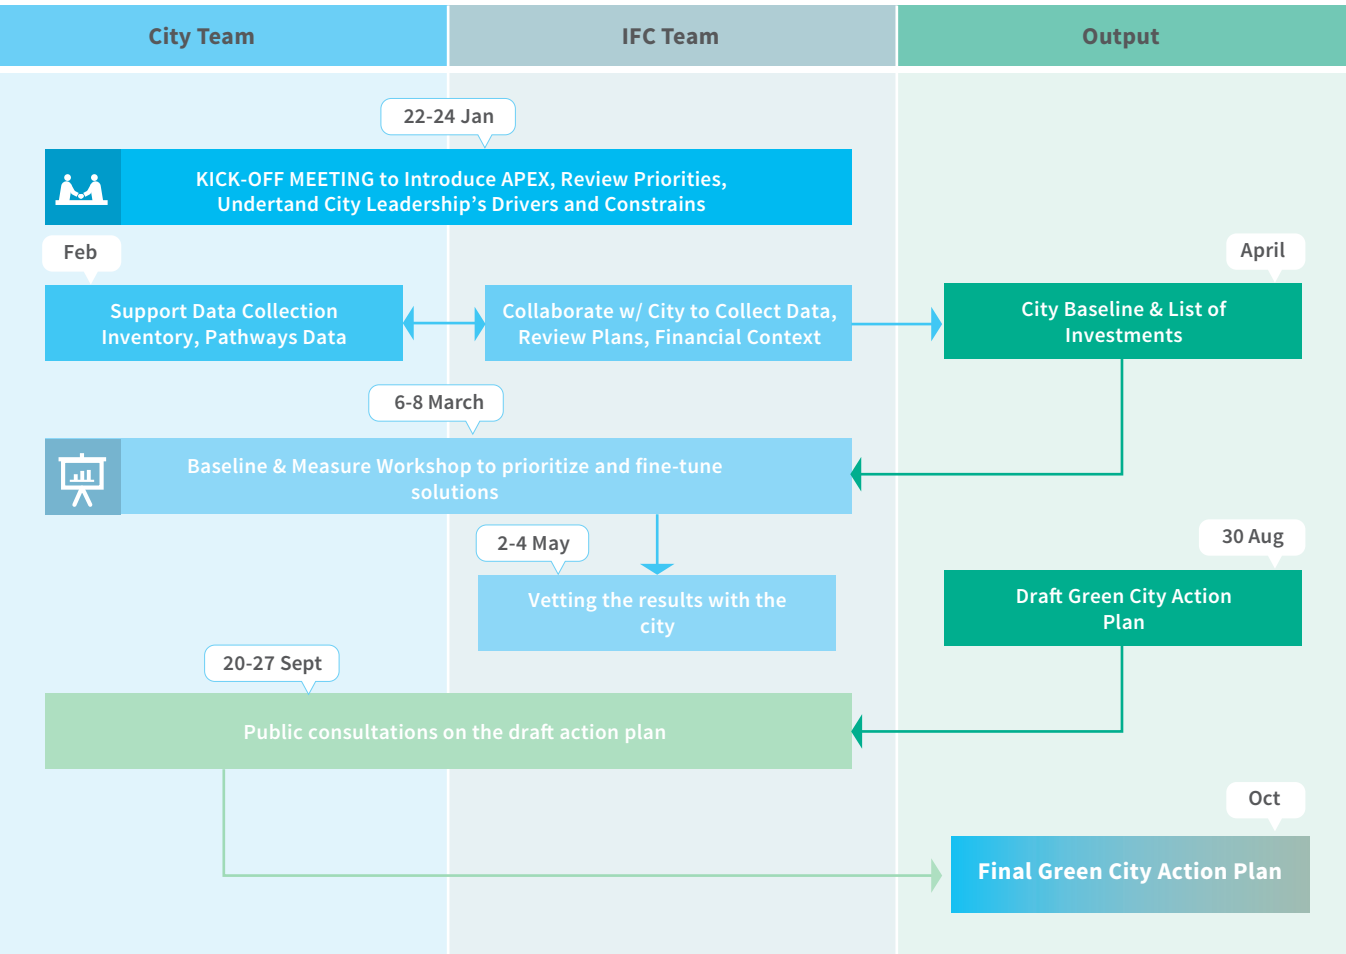 City Team
IFC Team
Output
22-24 Jan
KICK-OFF MEETING to Introduce APEX, Review Priorities,
Undertand City Leadership’s Drivers and Constrains
Feb
April
Support Data Collection
Inventory, Pathways Data
Collaborate w/ City to Collect Data,
Review Plans, Financial Context
City Baseline & List of
Investments
6-8 March
Baseline & Measure Workshop to prioritize and fine-tune
solutions
2-4 May
30 Aug
Vetting the results with the
city
Draft Green City Action
Plan
20-27 Sept
Public consultations on the draft action plan
Oct
Final Green City Action Plan